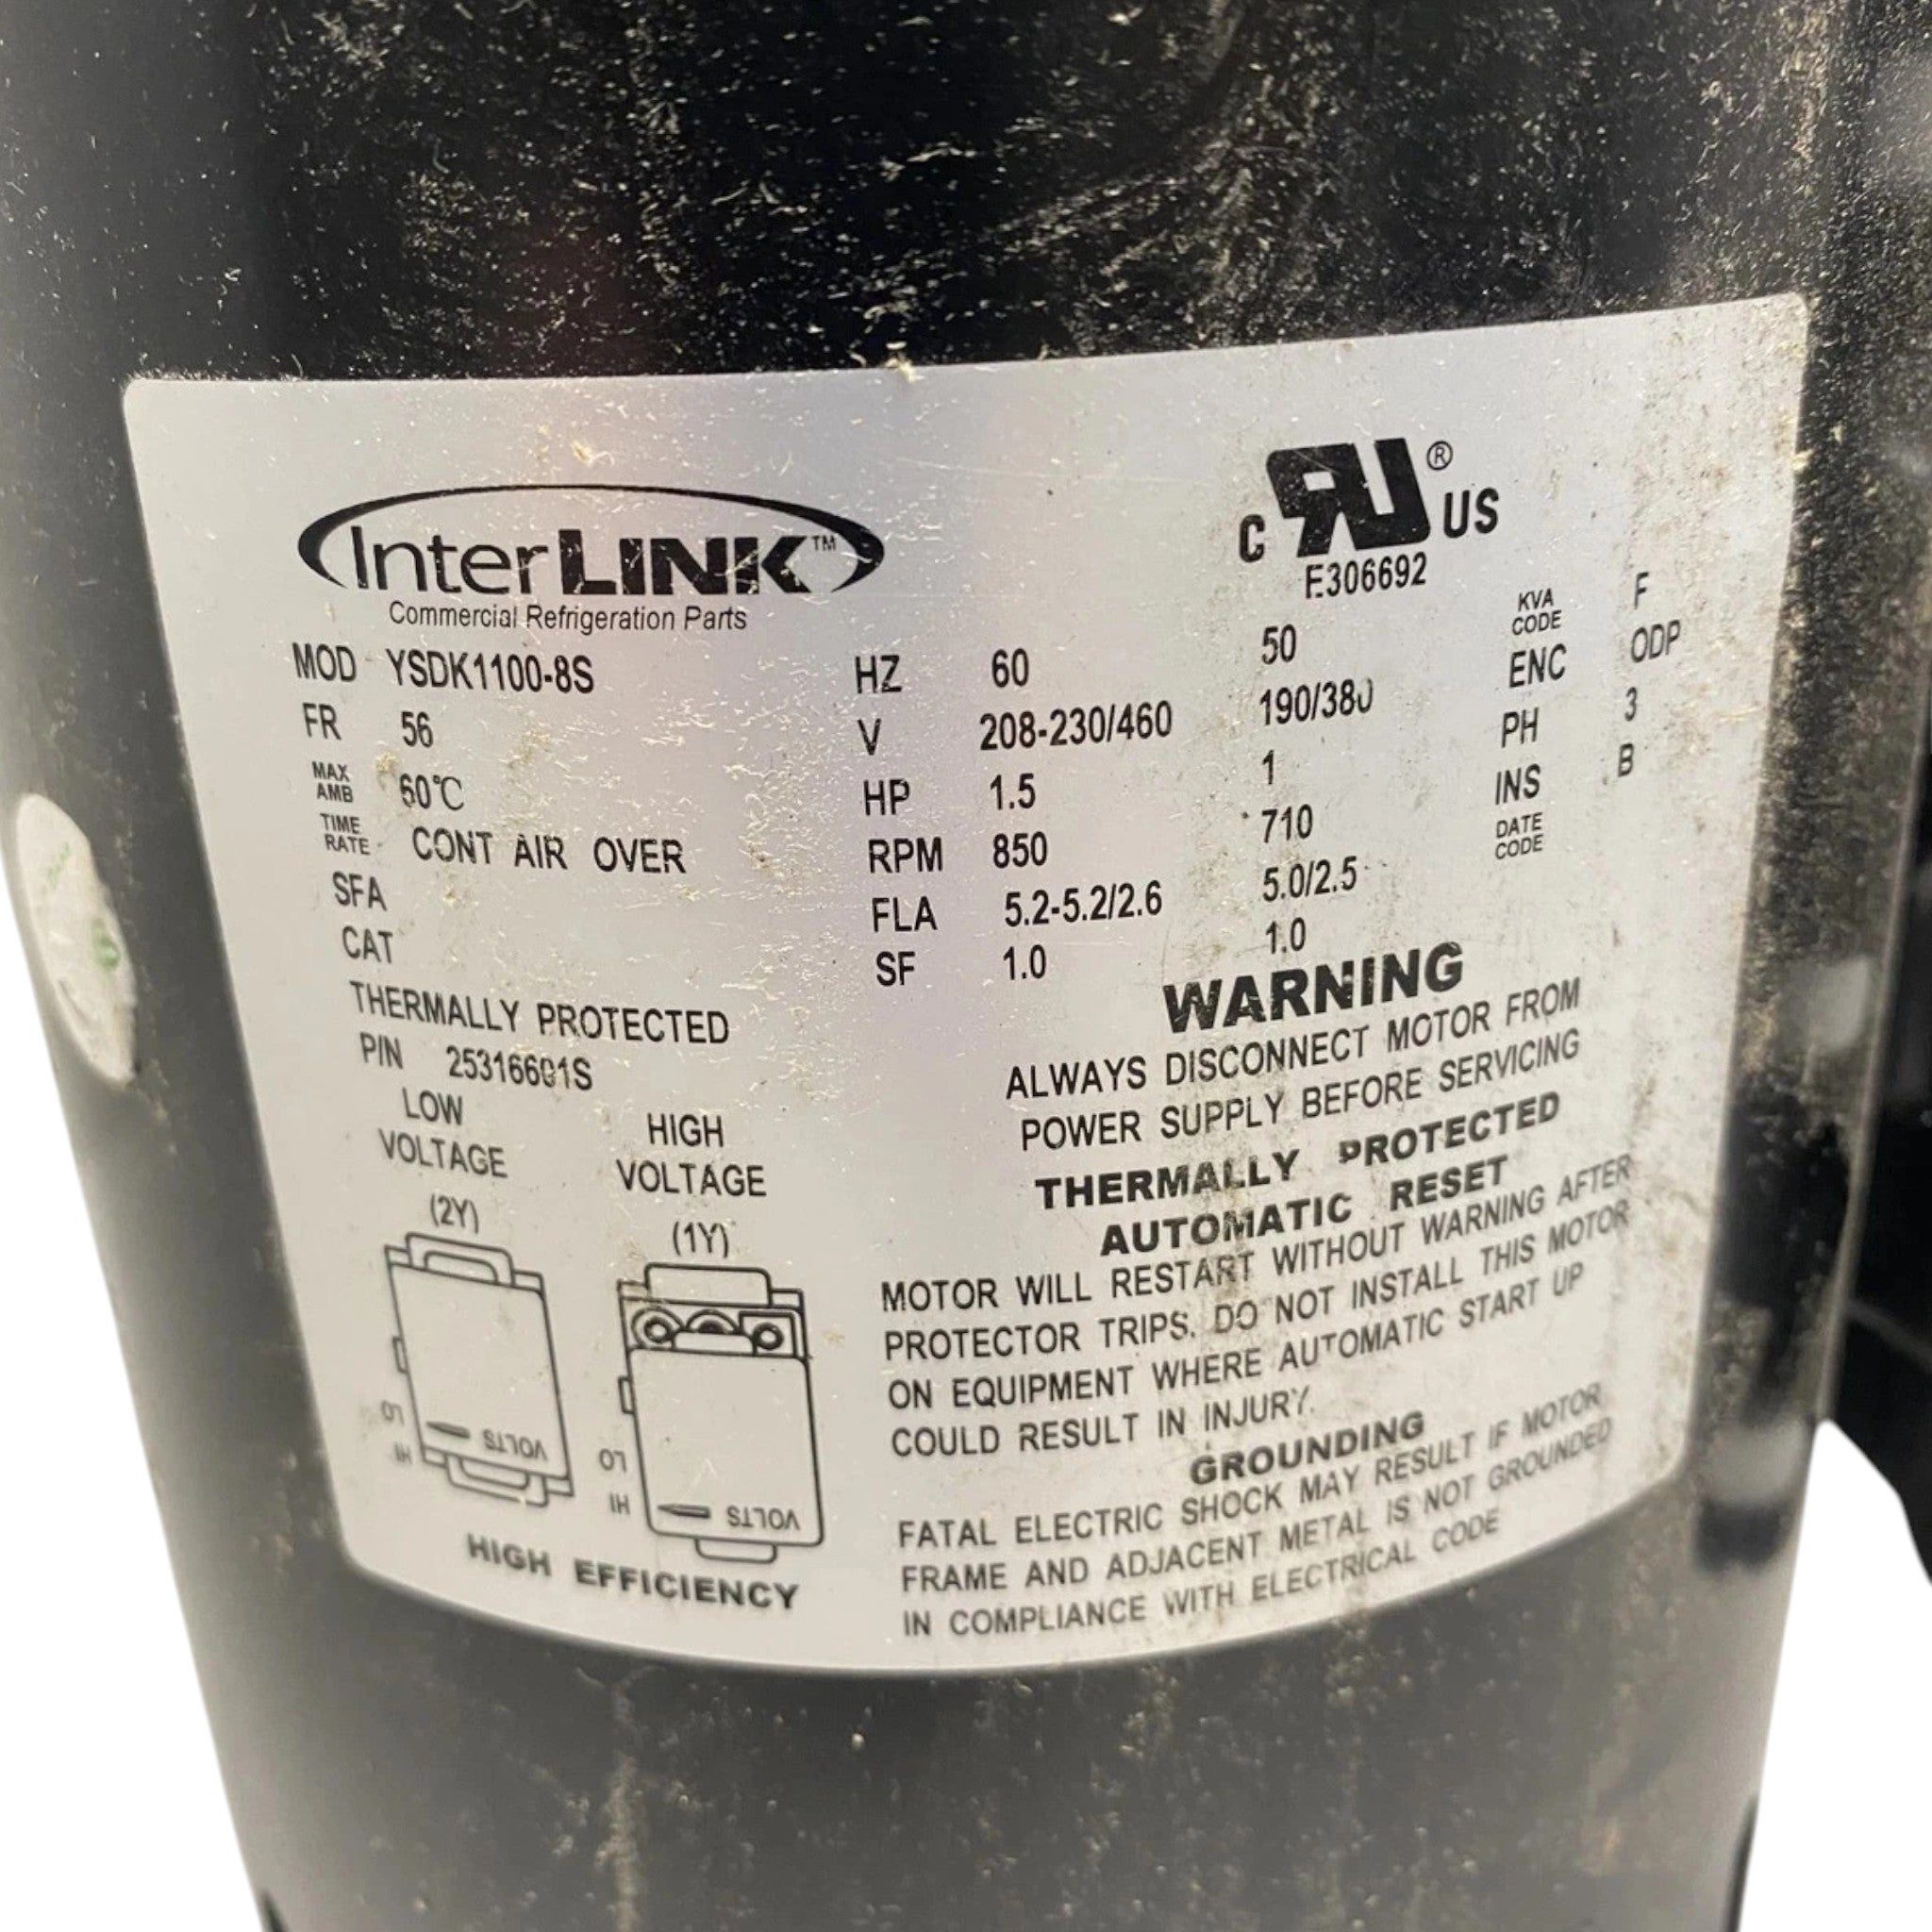 InterLINK™
Commercial Refrigeration Parts
C RU® US
E306692
MOD YSDK1100-8S
FR 56
MAX AMB 60℃
TIME RATE CONT AIR OVER
SFA
CAT
THERMALLY PROTECTED
P/N 25316601S
HZ 60 50
V 208-230/460 190/380
HP 1.5 1
RPM 850 710
FLA 5.2-5.2/2.6 5.0/2.5
SF 1.0 1.0
KVA CODE F
ENC ODP
PH 3
INS B
DATE CODE
LOW VOLTAGE
(2Y)
LO
HI
VOLTS
HIGH VOLTAGE
(1Y)
LO
HI
VOLTS
HIGH EFFICIENCY
WARNING
ALWAYS DISCONNECT MOTOR FROM
POWER SUPPLY BEFORE SERVICING
THERMALLY PROTECTED
AUTOMATIC RESET
MOTOR WILL RESTART WITHOUT WARNING AFTER
PROTECTOR TRIPS. DO NOT INSTALL THIS MOTOR
ON EQUIPMENT WHERE AUTOMATIC START UP
COULD RESULT IN INJURY.
GROUNDING
FATAL ELECTRIC SHOCK MAY RESULT IF MOTOR
FRAME AND ADJACENT METAL IS NOT GROUNDED
IN COMPLIANCE WITH ELECTRICAL CODE